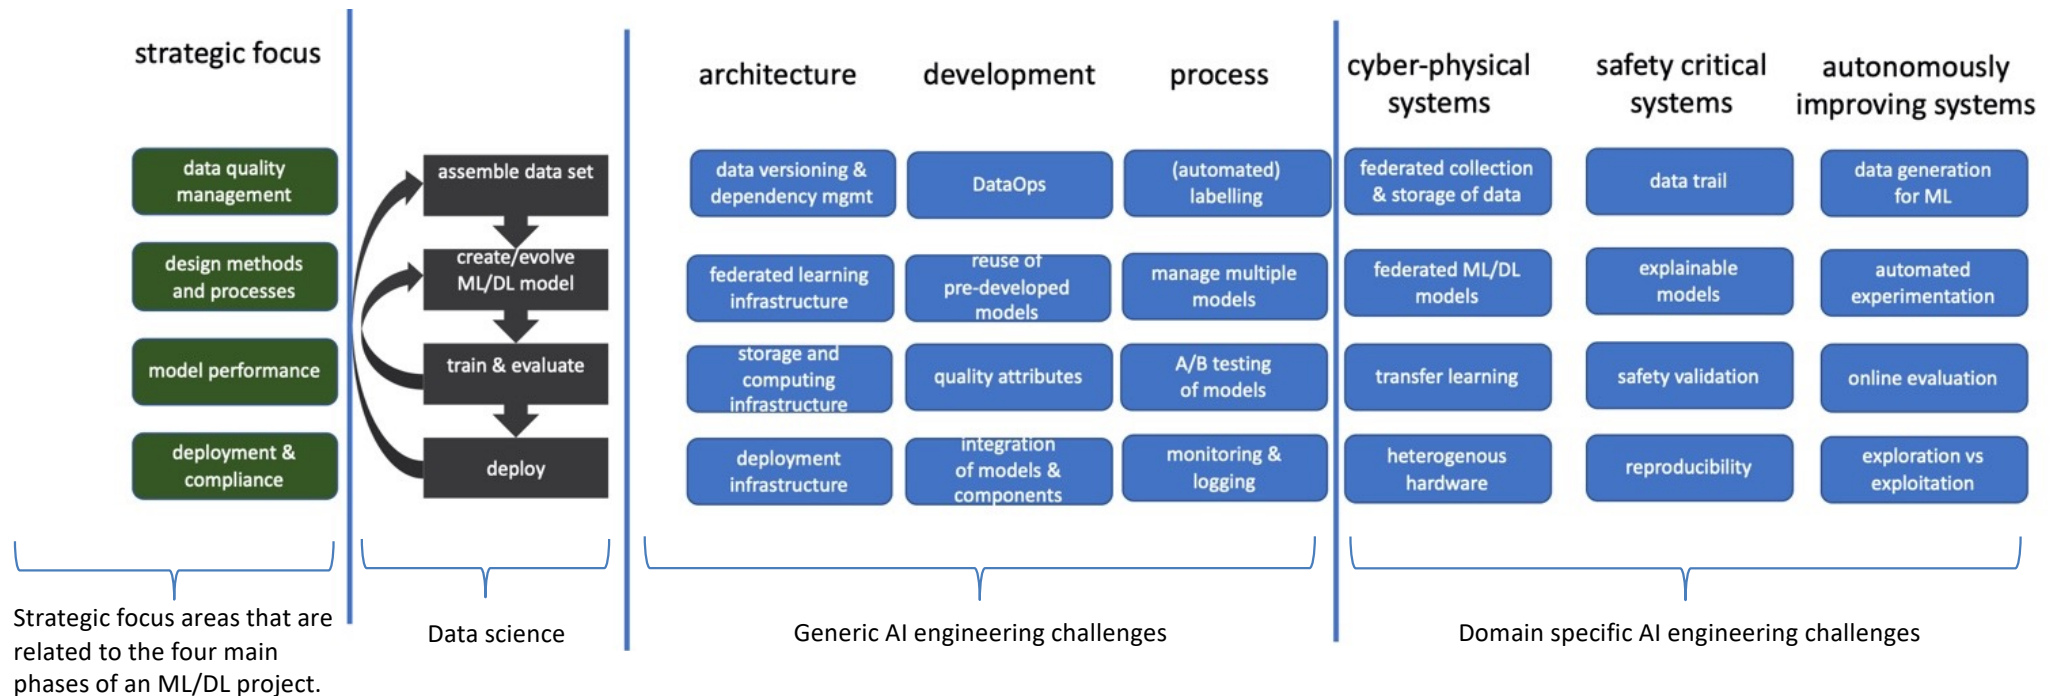 strategic focus
architecture
development
process
cyber-physical
systems
safety critical
systems
autonomously
improving systems
data quality
management
assemble data set
data versioning &
dependency mgmt
DataOps
(automated)
labelling
federated collection
& storage of data
data trail
data generation
for ML
design methods
and processes
create/evolve
ML/DL model
federated learning
infrastructure
reuse of
pre-developed
models
manage multiple
models
federated ML/DL
models
explainable
models
automated
experimentation
model performance
train & evaluate
storage and
computing
infrastructure
quality attributes
A/B testing
of models
transfer learning
safety validation
online evaluation
deployment &
compliance
deploy
deployment
infrastructure
integration
of models &
components
monitoring &
logging
heterogenous
hardware
reproducibility
exploration vs
exploitation
Strategic focus areas that are
related to the four main
phases of an ML/DL project.
Data science
Generic AI engineering challenges
Domain specific AI engineering challenges